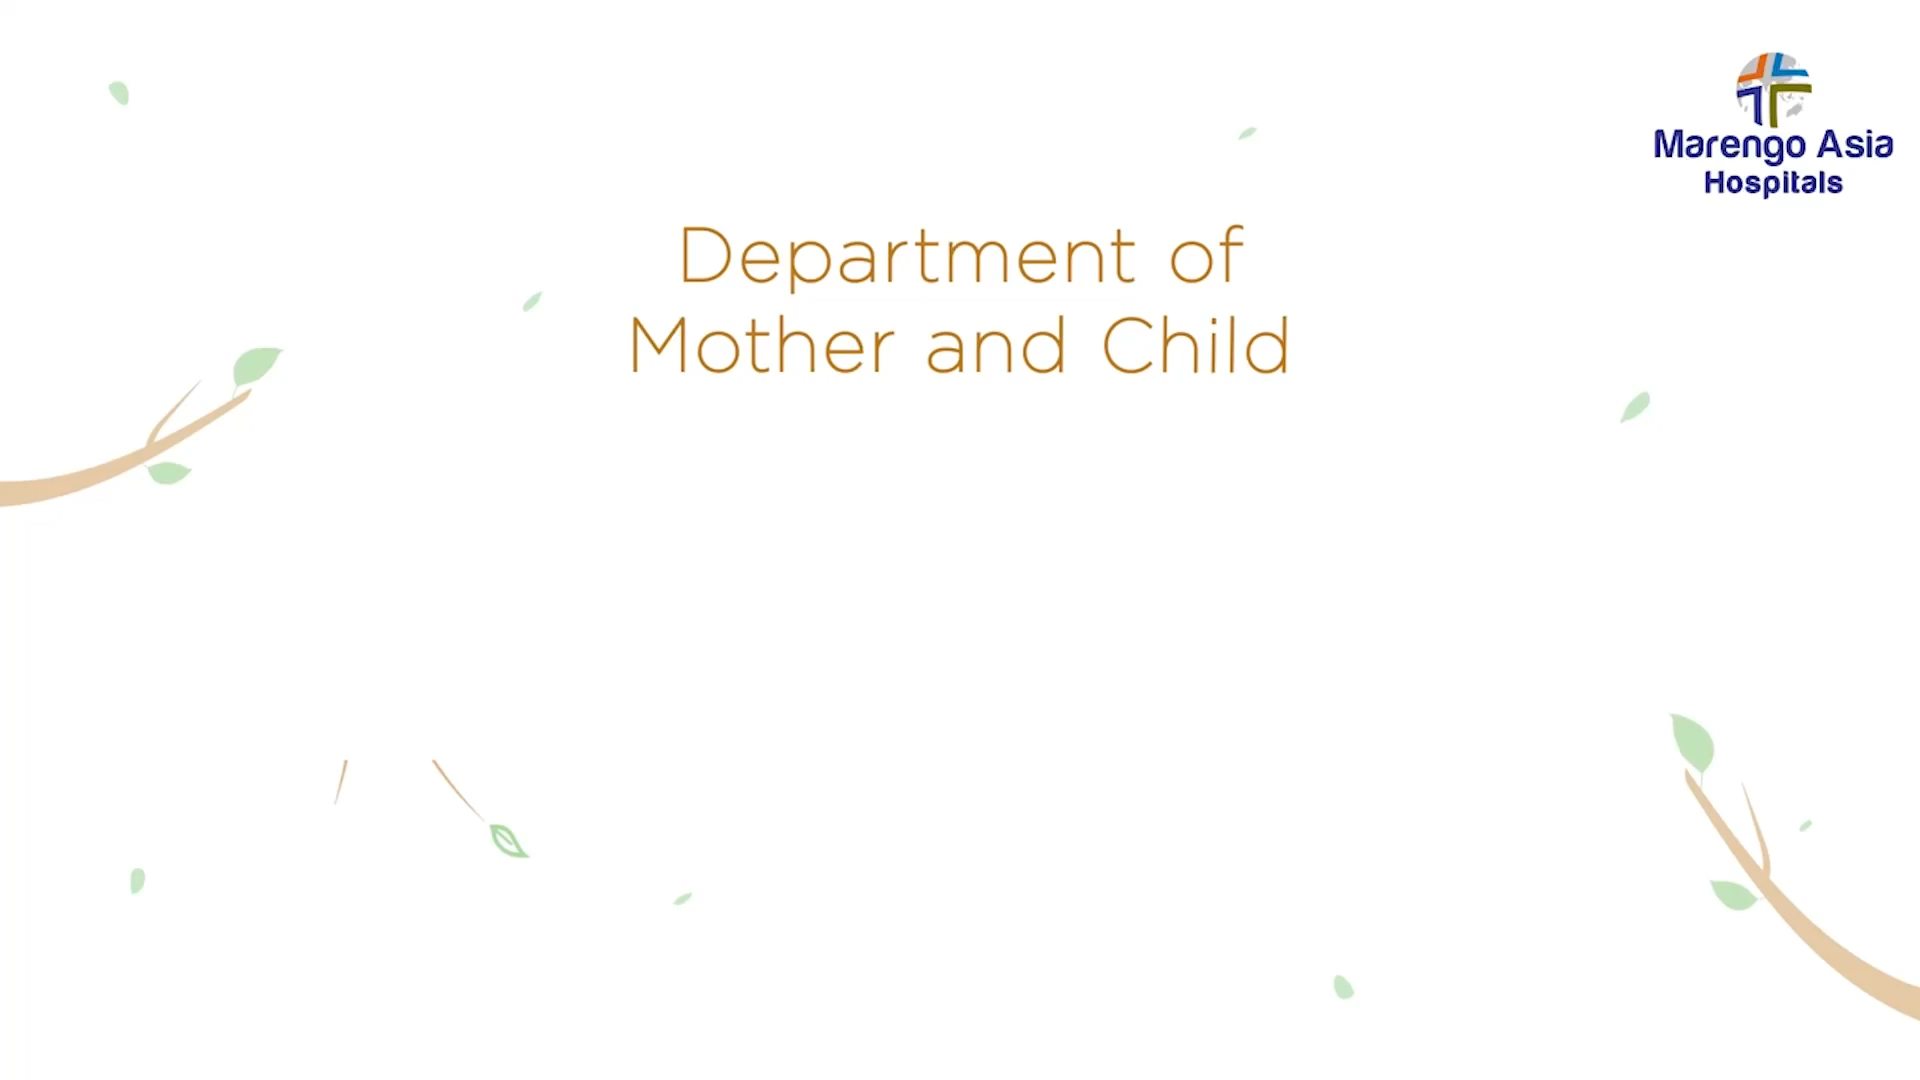 Marengo Asia
Hospitals
Department of
Mother and Child